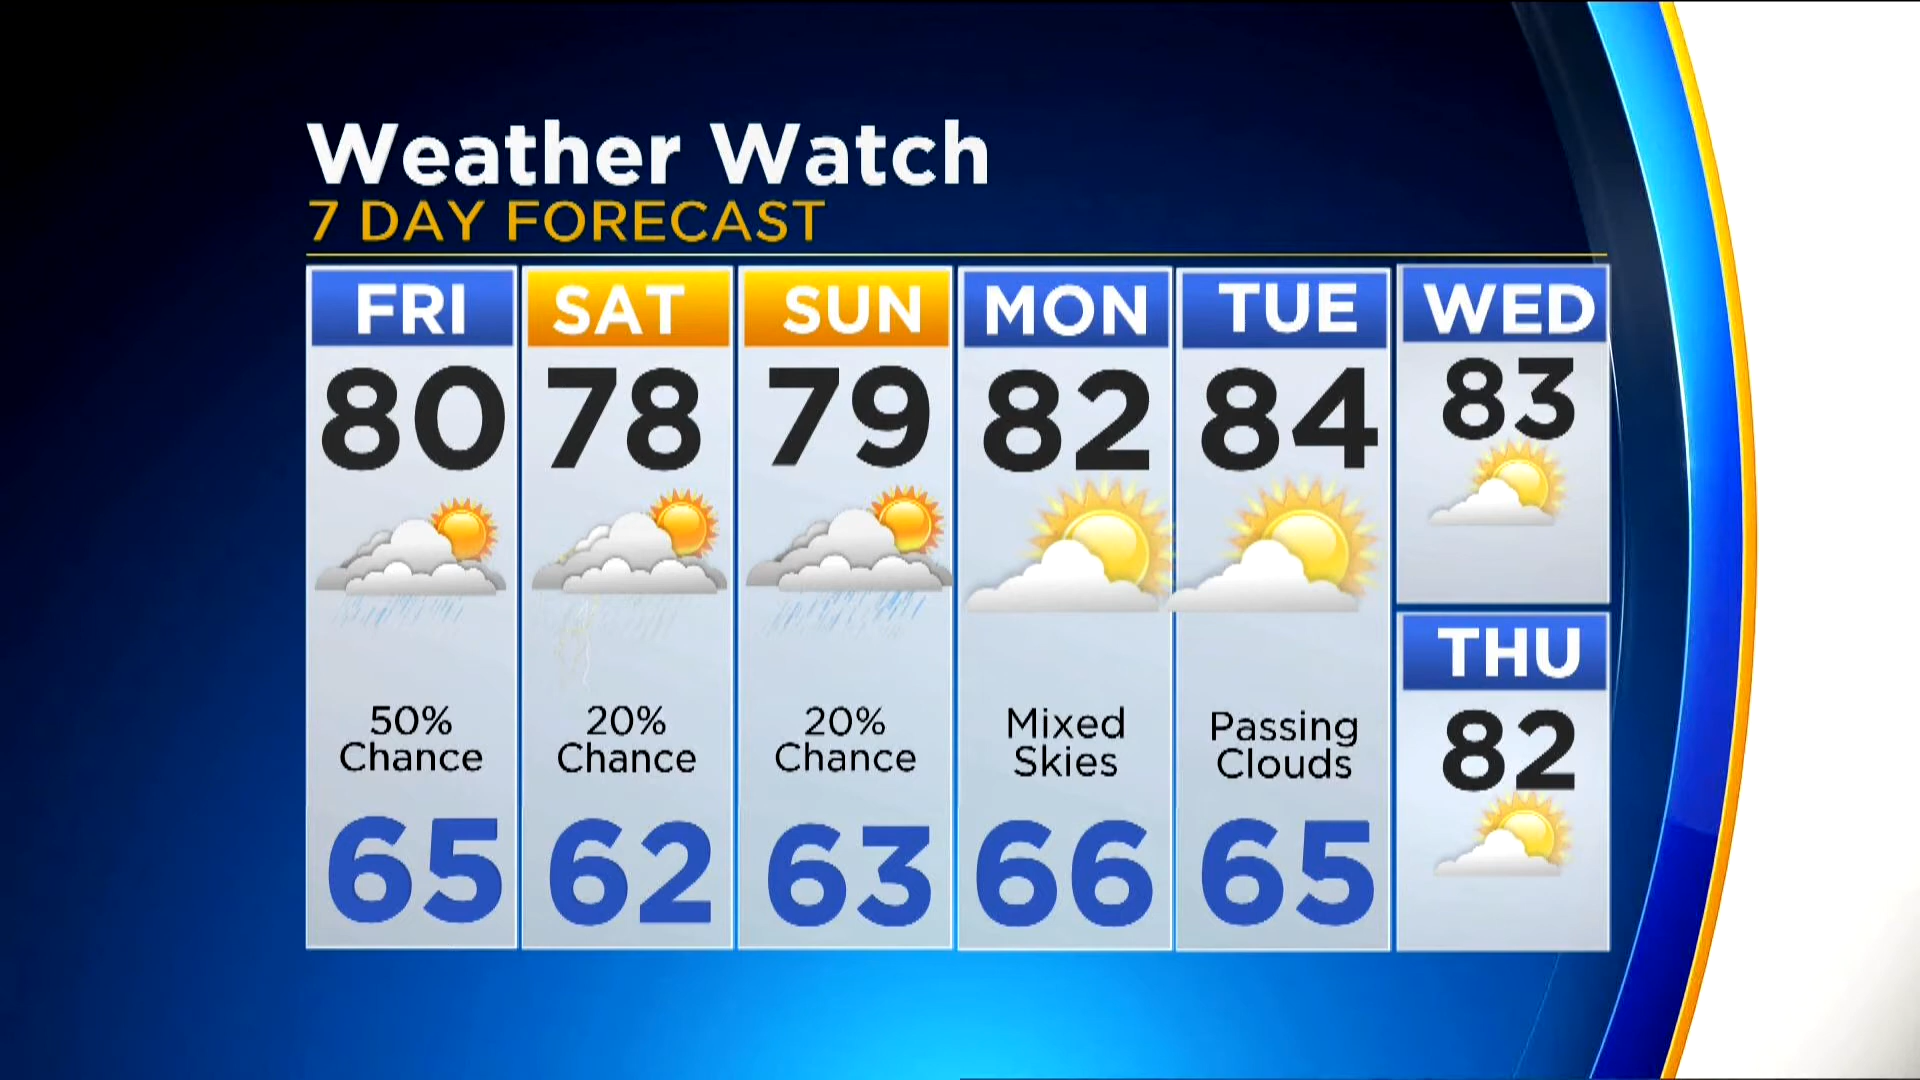 Weather Watch
7 DAY FORECAST
FRI
80
50%
Chance
65
SAT
78
20%
Chance
62
SUN
79
20%
Chance
63
MON
82
Mixed
Skies
66
TUE
84
Passing
Clouds
65
WED
83
THU
82